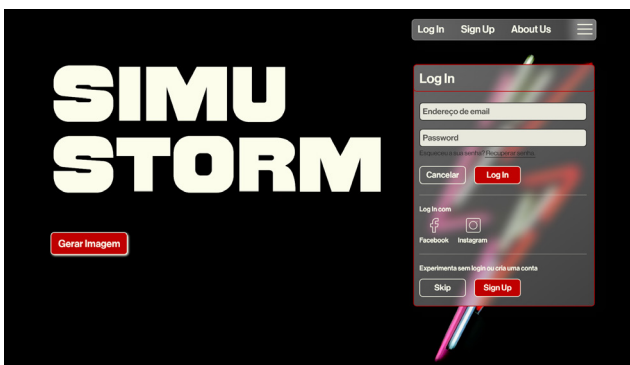 Log In Sign Up About Us
SIMU
STORM
Gerar Imagem
Log In
Endereço de email
Password
Esqueceu a sua senha? Recuperar senha.
Cancelar Log In
Log In com
Facebook Instagram
Experimenta sem login ou cria uma conta
Skip Sign Up